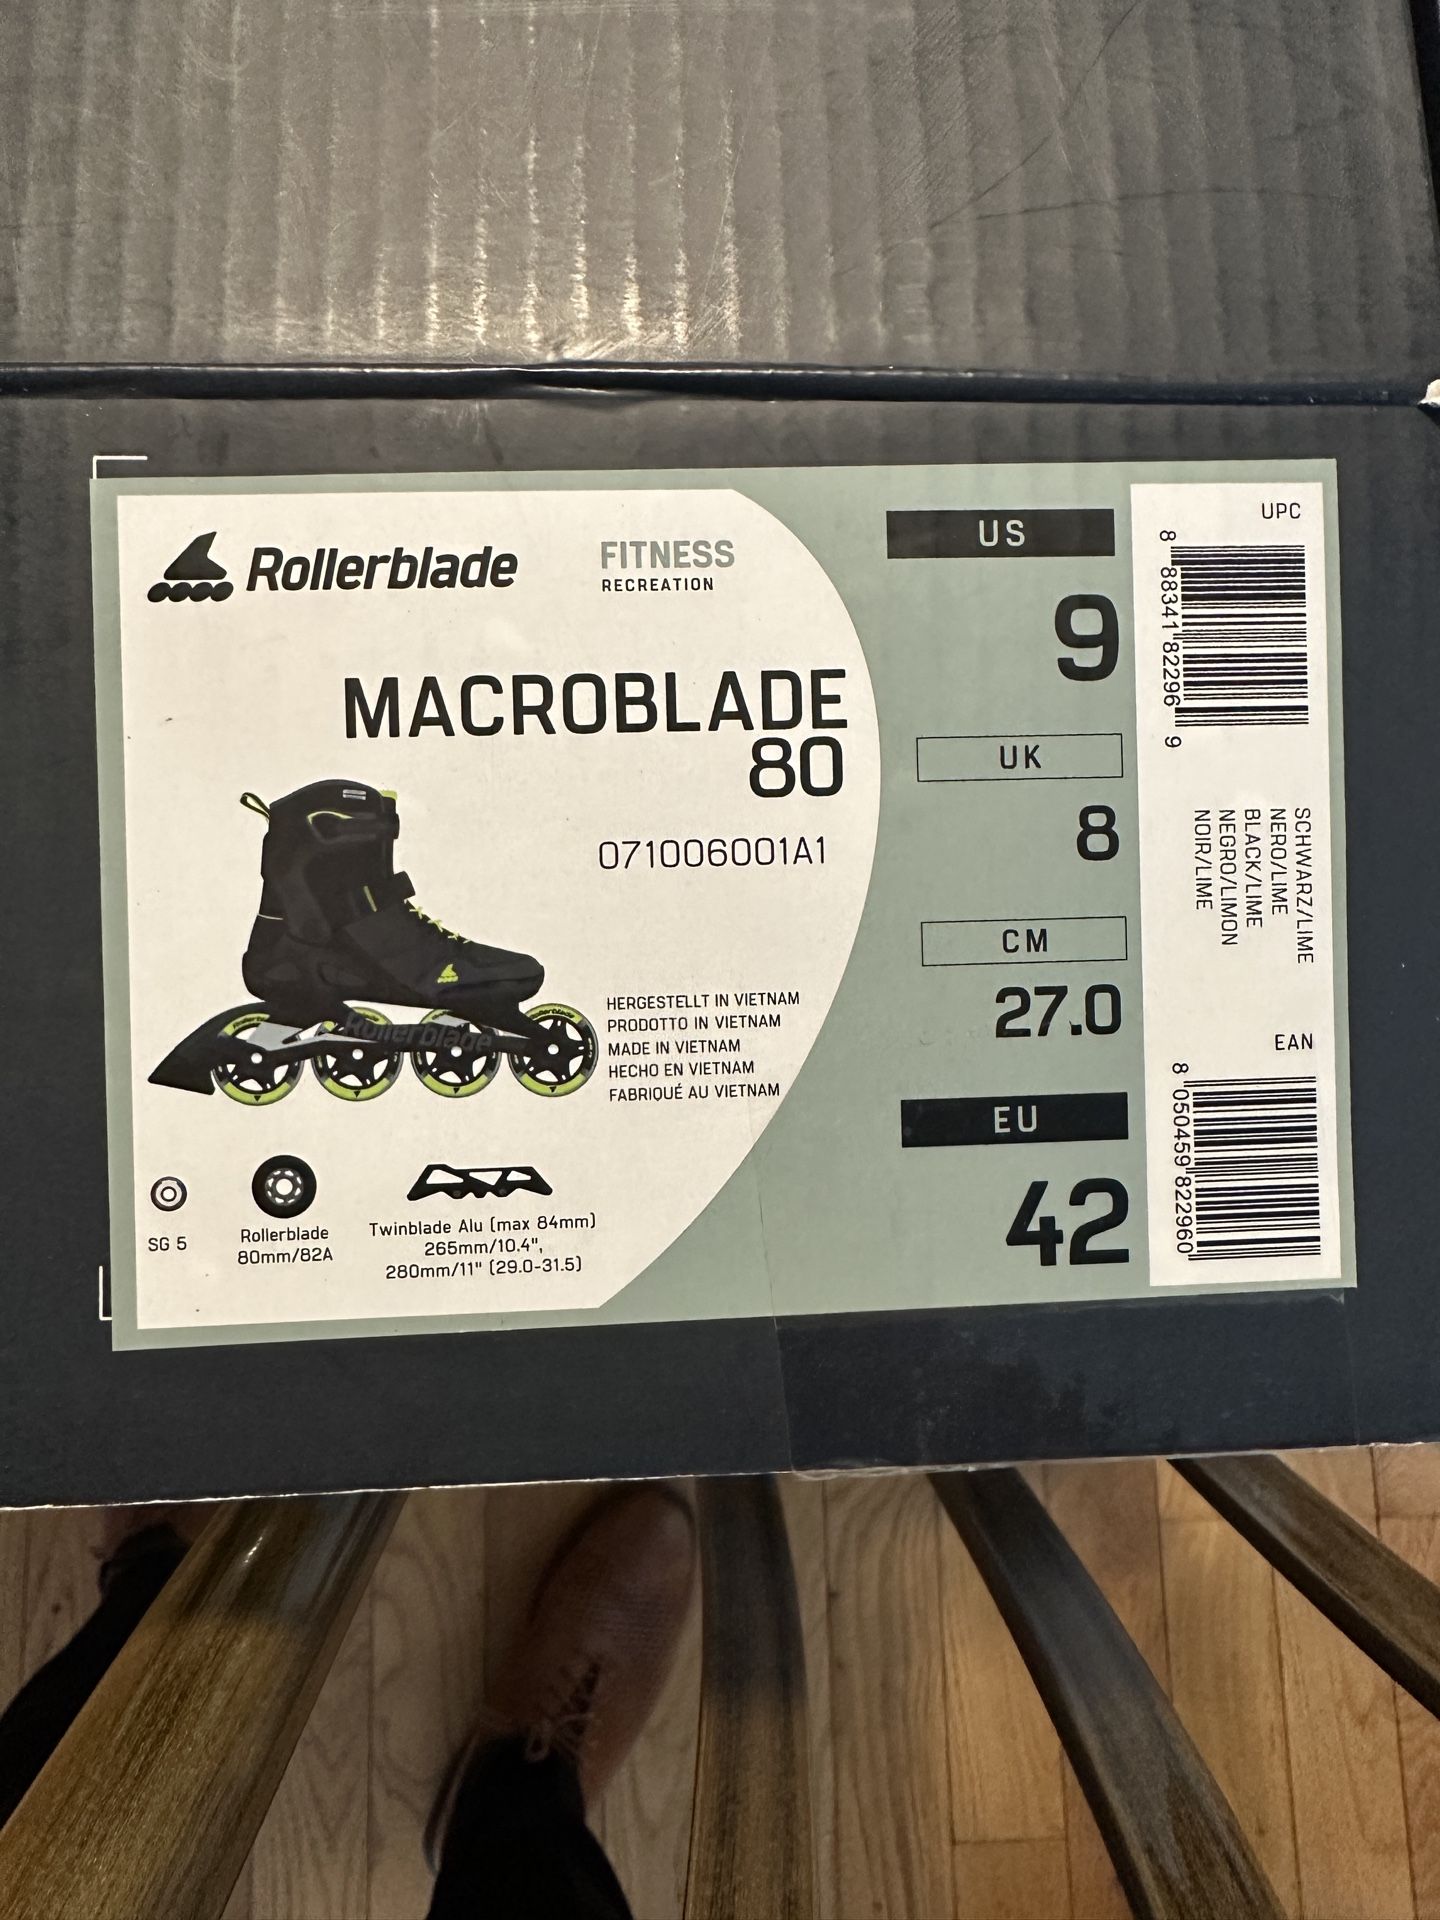 Rollerblade
FITNESS
RECREATION
MACROBLADE
80
071006001A1
Rollerblade
HERGESTELLT IN VIETNAM
PRODOTTO IN VIETNAM
MADE IN VIETNAM
HECHO EN VIETNAM
FABRIQUÉ AU VIETNAM
SG 5
Rollerblade
80mm/82A
Twinblade Alu (max 84mm)
265mm/10.4",
280mm/11" (29.0-31.5)
US
9
UK
8
CM
27.0
EU
42
UPC
8 88341 82296 9
SCHWARZ/LIME
NERO/LIME
BLACK/LIME
NEGRO/LIMON
NOIR/LIME
EAN
8 050459 822960